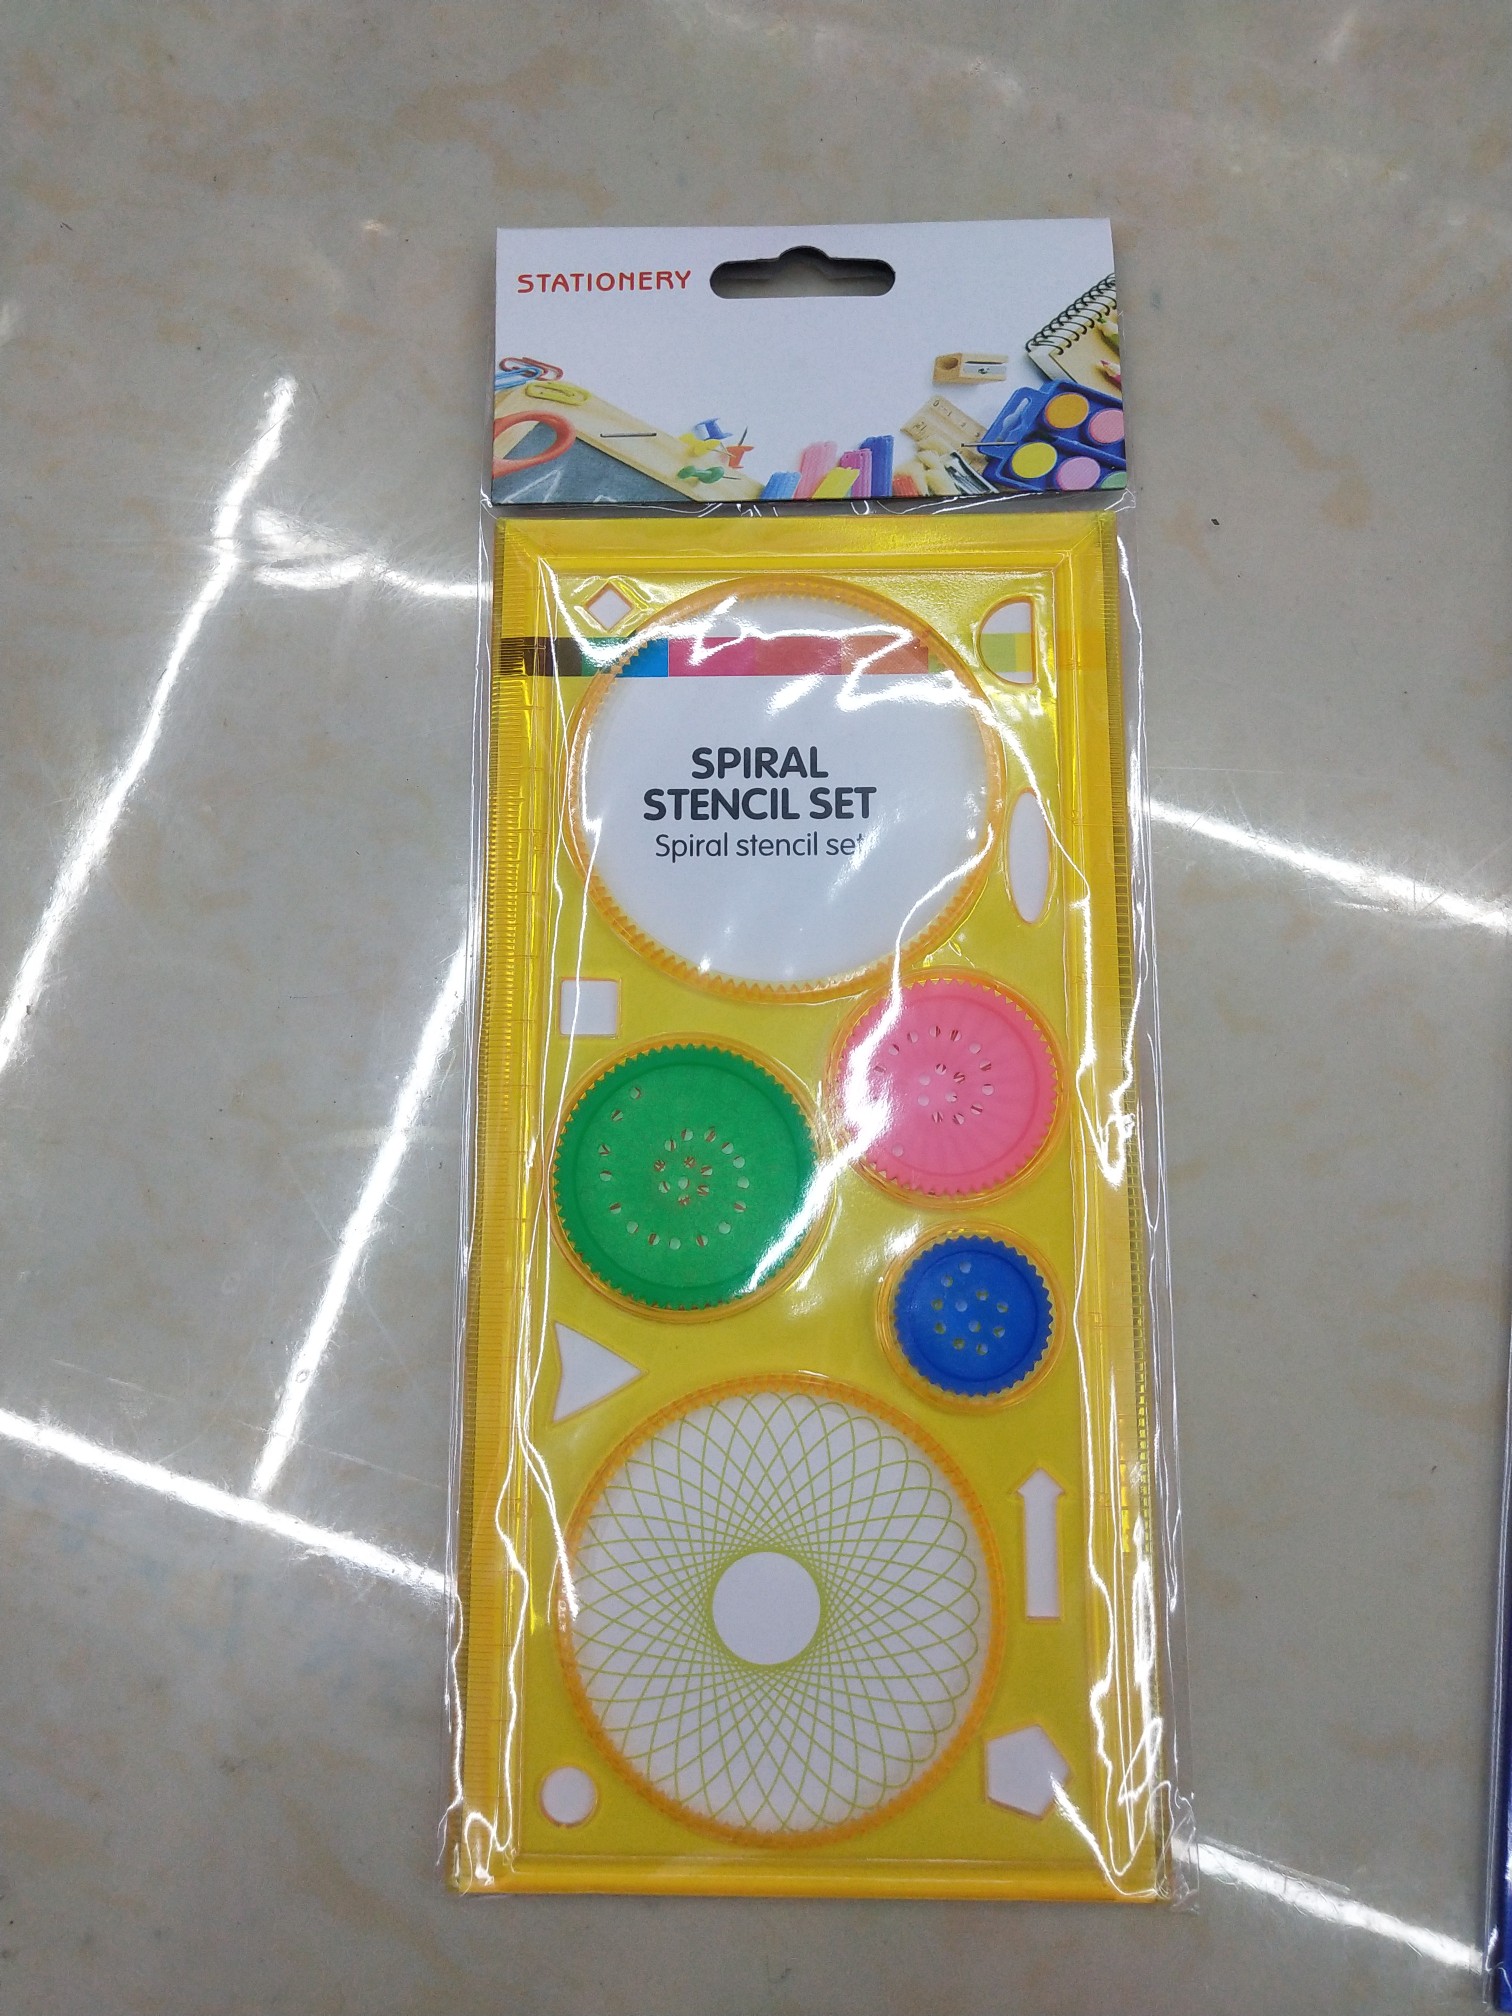 STATIONERY
SPIRAL
STENCIL SET
Spiral stencil set